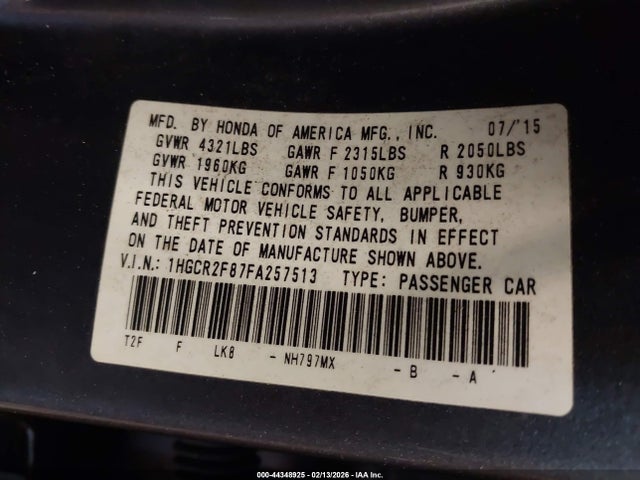 MFD. BY HONDA OF AMERICA MFG., INC. 07/'15
GVWR 4321LBS GAWR F 2315LBS R 2050LBS
GVWR 1960KG GAWR F 1050KG R 930KG
THIS VEHICLE CONFORMS TO ALL APPLICABLE
FEDERAL MOTOR VEHICLE SAFETY, BUMPER,
AND THEFT PREVENTION STANDARDS IN EFFECT
ON THE DATE OF MANUFACTURE SHOWN ABOVE.
V.I.N.: 1HGCR2F87FA257513 TYPE: PASSENGER CAR
T2F F LK8 - NH797MX - B - A
000-44348925 - 02/13/2026 - IAA Inc.